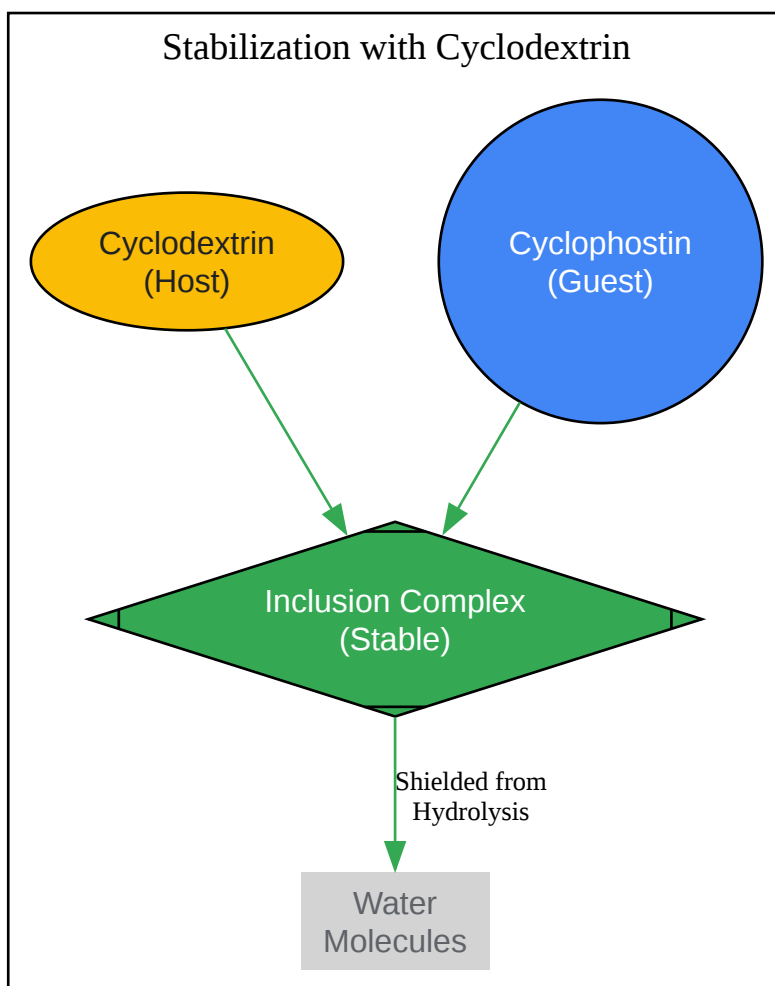 Stabilization with Cyclodextrin
Cyclodextrin
(Host)
Cyclophostin
(Guest)
Inclusion Complex
(Stable)
Shielded from
Hydrolysis
Water
Molecules